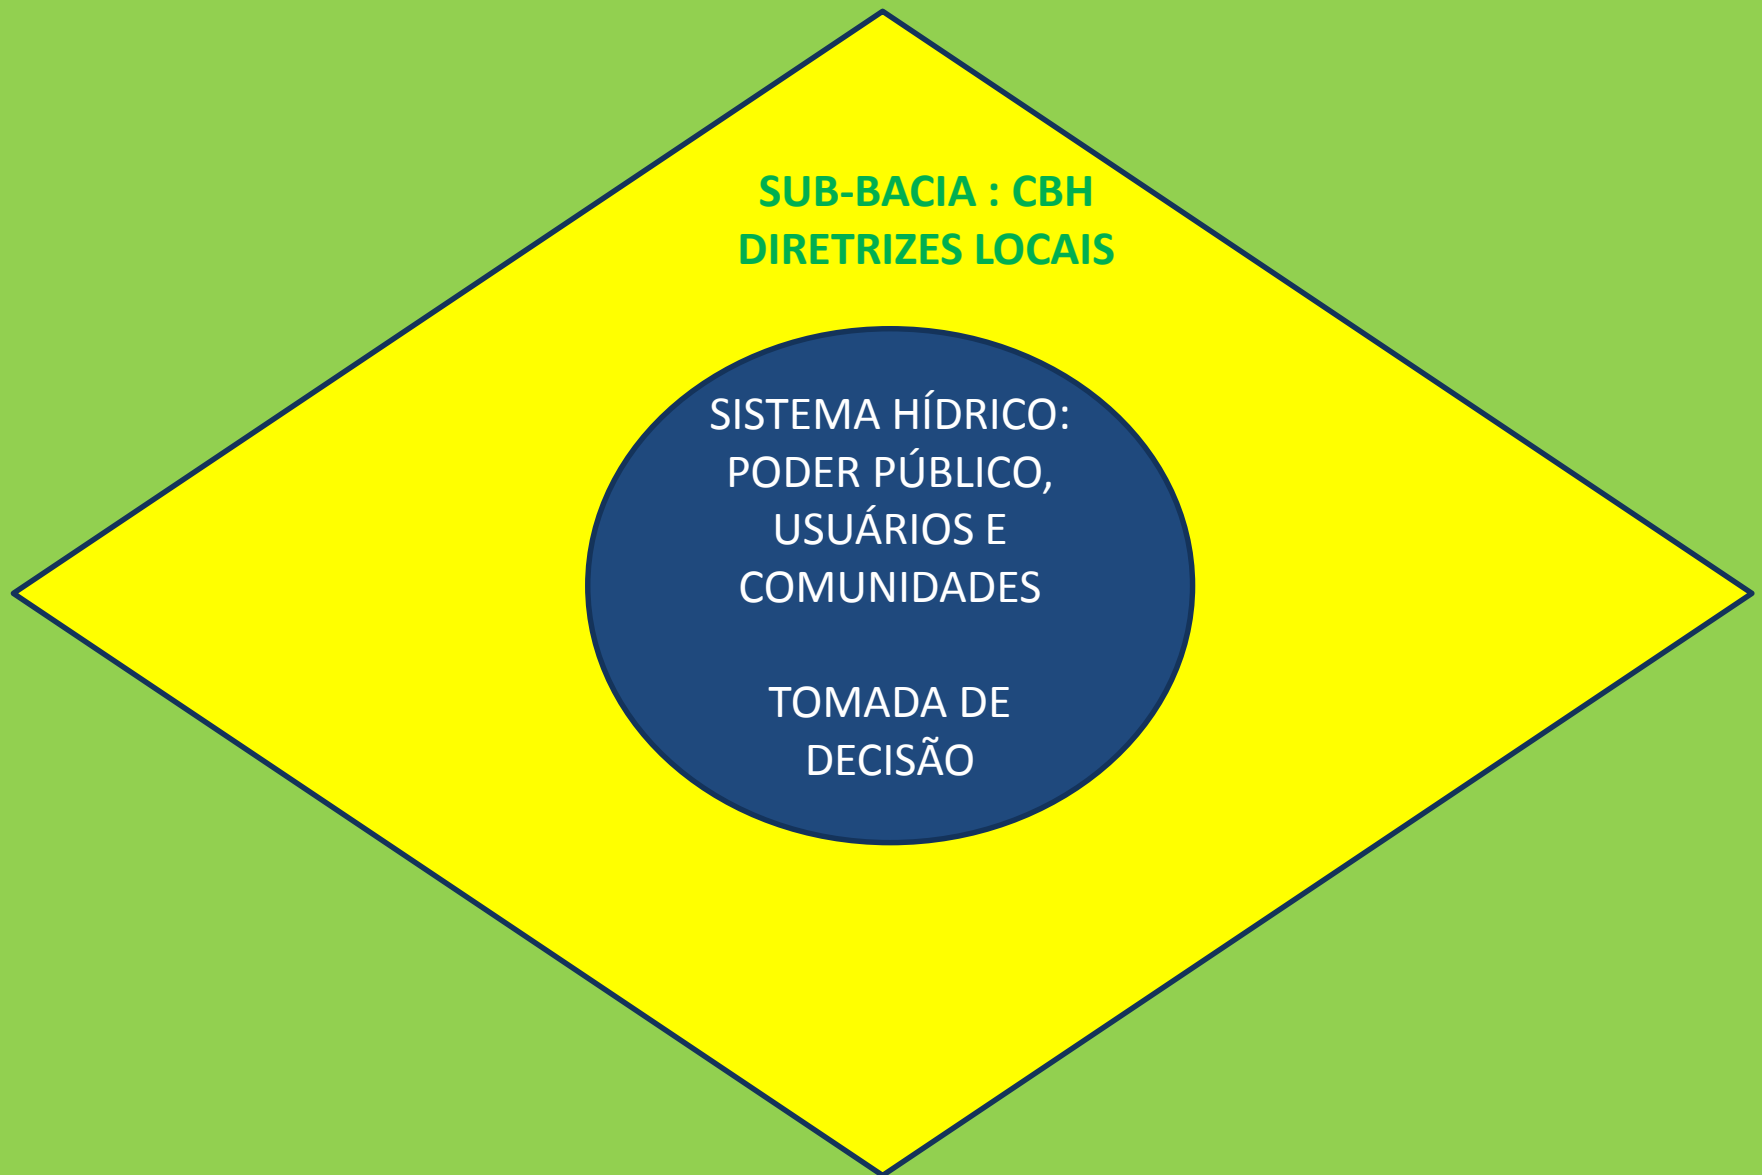 SUB-BACIA : CBH
DIRETRIZES LOCAIS
SISTEMA HÍDRICO:
PODER PÚBLICO,
USUÁRIOS E
COMUNIDADES
TOMADA DE
DECISÃO